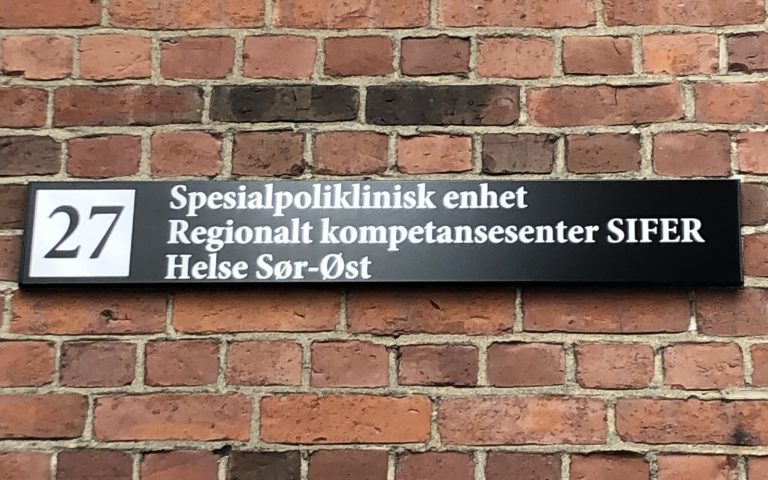 27
Spesialpoliklinisk enhet
Regionalt kompetansesenter SIFER
Helse Sør-Øst